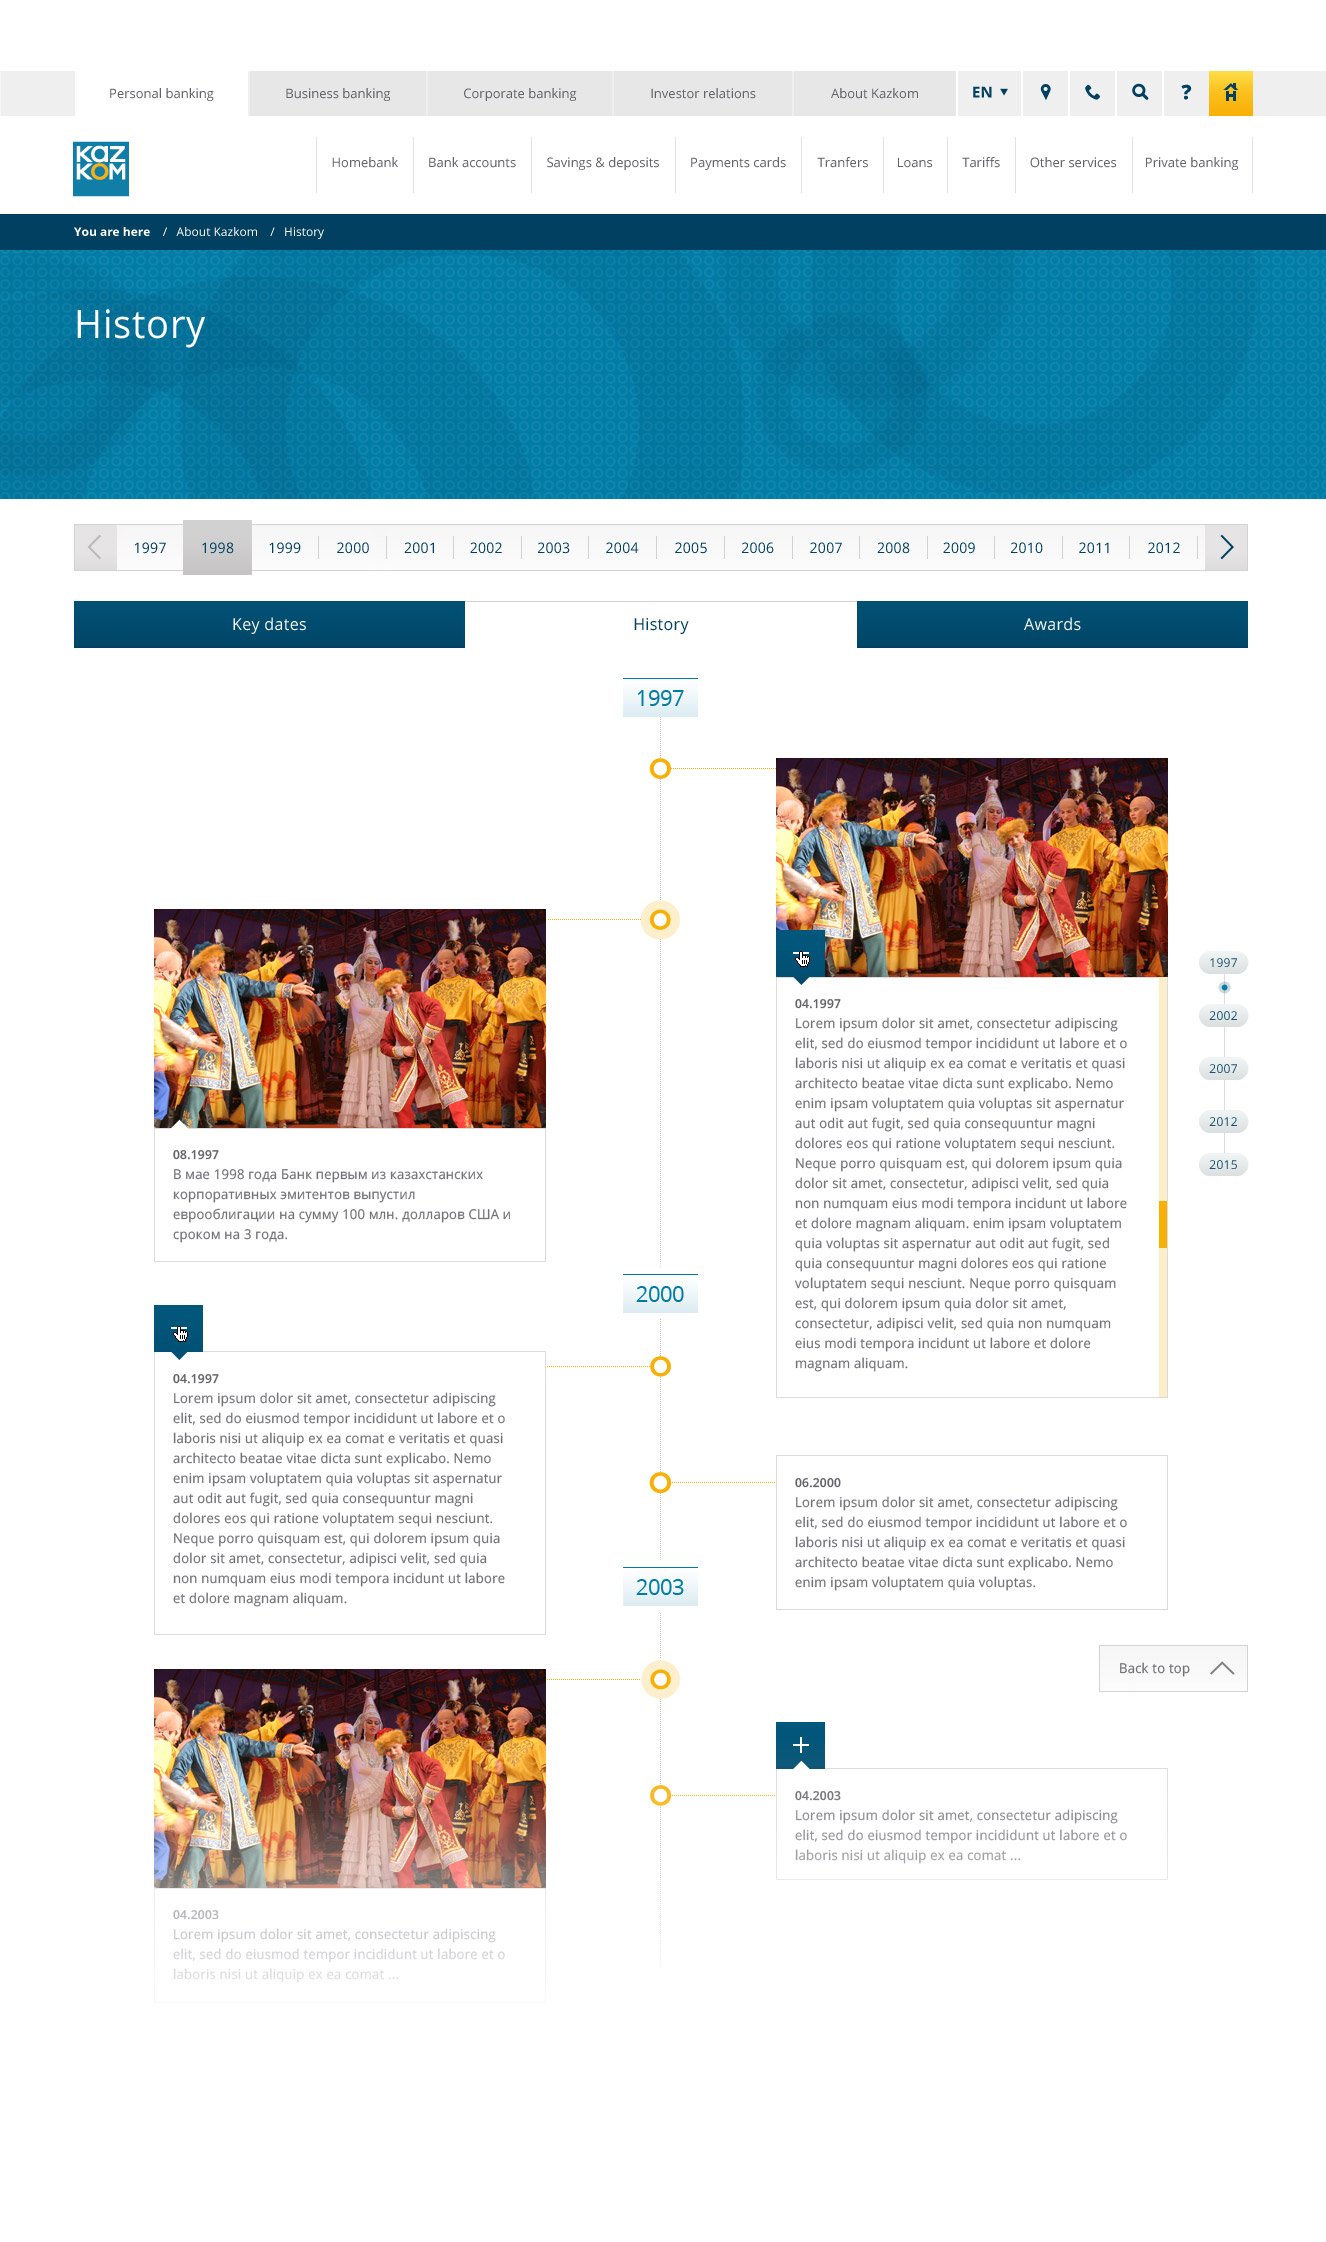 Personal banking
Business banking
Corporate banking
Investor relations
About Kazkom
EN
?
KAZ
KOM
Homebank
Bank accounts
Savings & deposits
Payments cards
Tranfers
Loans
Tariffs
Other services
Private banking
You are here / About Kazkom / History
History
1997
1998
1999
2000
2001
2002
2003
2004
2005
2006
2007
2008
2009
2010
2011
2012
Key dates
History
Awards
1997
08.1997
В мае 1998 года Банк первым из казахстанских
корпоративных эмитентов выпустил
еврооблигации на сумму 100 млн. долларов США и
сроком на 3 года.
04.1997
Lorem ipsum dolor sit amet, consectetur adipiscing
elit, sed do eiusmod tempor incididunt ut labore et o
laboris nisi ut aliquip ex ea comat e veritatis et quasi
architecto beatae vitae dicta sunt explicabo. Nemo
enim ipsam voluptatem quia voluptas sit aspernatur
aut odit aut fugit, sed quia consequuntur magni
dolores eos qui ratione voluptatem sequi nesciunt.
Neque porro quisquam est, qui dolorem ipsum quia
dolor sit amet, consectetur, adipisci velit, sed quia
non numquam eius modi tempora incidunt ut labore
et dolore magnam aliquam. enim ipsam voluptatem
quia voluptas sit aspernatur aut odit aut fugit, sed
quia consequuntur magni dolores eos qui ratione
voluptatem sequi nesciunt. Neque porro quisquam
est, qui dolorem ipsum quia dolor sit amet,
consectetur, adipisci velit, sed quia non numquam
eius modi tempora incidunt ut labore et dolore
magnam aliquam.
1997
2002
2007
2012
2015
2000
04.1997
Lorem ipsum dolor sit amet, consectetur adipiscing
elit, sed do eiusmod tempor incididunt ut labore et o
laboris nisi ut aliquip ex ea comat e veritatis et quasi
architecto beatae vitae dicta sunt explicabo. Nemo
enim ipsam voluptatem quia voluptas sit aspernatur
aut odit aut fugit, sed quia consequuntur magni
dolores eos qui ratione voluptatem sequi nesciunt.
Neque porro quisquam est, qui dolorem ipsum quia
dolor sit amet, consectetur, adipisci velit, sed quia
non numquam eius modi tempora incidunt ut labore
et dolore magnam aliquam.
06.2000
Lorem ipsum dolor sit amet, consectetur adipiscing
elit, sed do eiusmod tempor incididunt ut labore et o
laboris nisi ut aliquip ex ea comat e veritatis et quasi
architecto beatae vitae dicta sunt explicabo. Nemo
enim ipsam voluptatem quia voluptas.
2003
Back to top
04.2003
Lorem ipsum dolor sit amet, consectetur adipiscing
elit, sed do eiusmod tempor incididunt ut labore et o
laboris nisi ut aliquip ex ea comat ...
04.2003
Lorem ipsum dolor sit amet, consectetur adipiscing
elit, sed do eiusmod tempor incididunt ut labore et o
laboris nisi ut aliquip ex ea comat ...